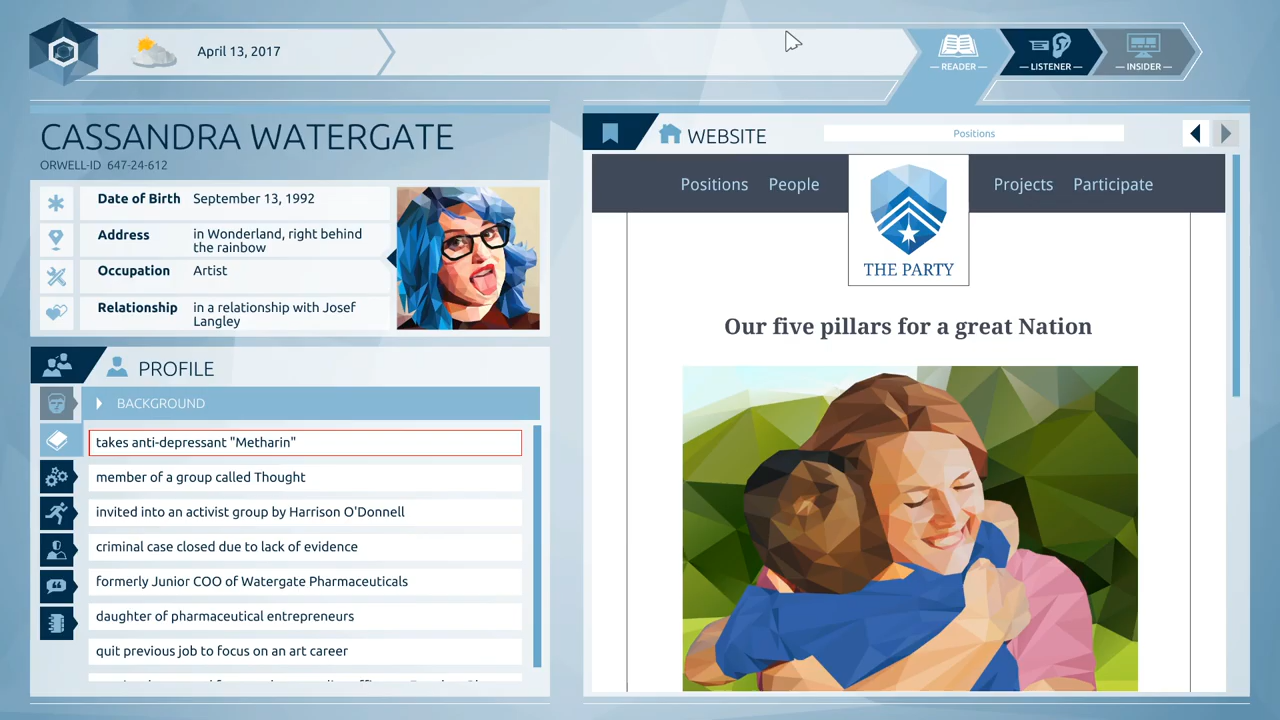 April 13, 2017
— READER —
— LISTENER —
— INSIDER —
CASSANDRA WATERGATE
ORWELL-ID 647-24-612
Date of Birth September 13, 1992
Address in Wonderland, right behind
the rainbow
Occupation Artist
Relationship in a relationship with Josef
Langley
PROFILE
BACKGROUND
takes anti-depressant "Metharin"
member of a group called Thought
invited into an activist group by Harrison O'Donnell
criminal case closed due to lack of evidence
formerly Junior COO of Watergate Pharmaceuticals
daughter of pharmaceutical entrepreneurs
quit previous job to focus on an art career
WEBSITE
Positions
Positions People Projects Participate
THE PARTY
Our five pillars for a great Nation